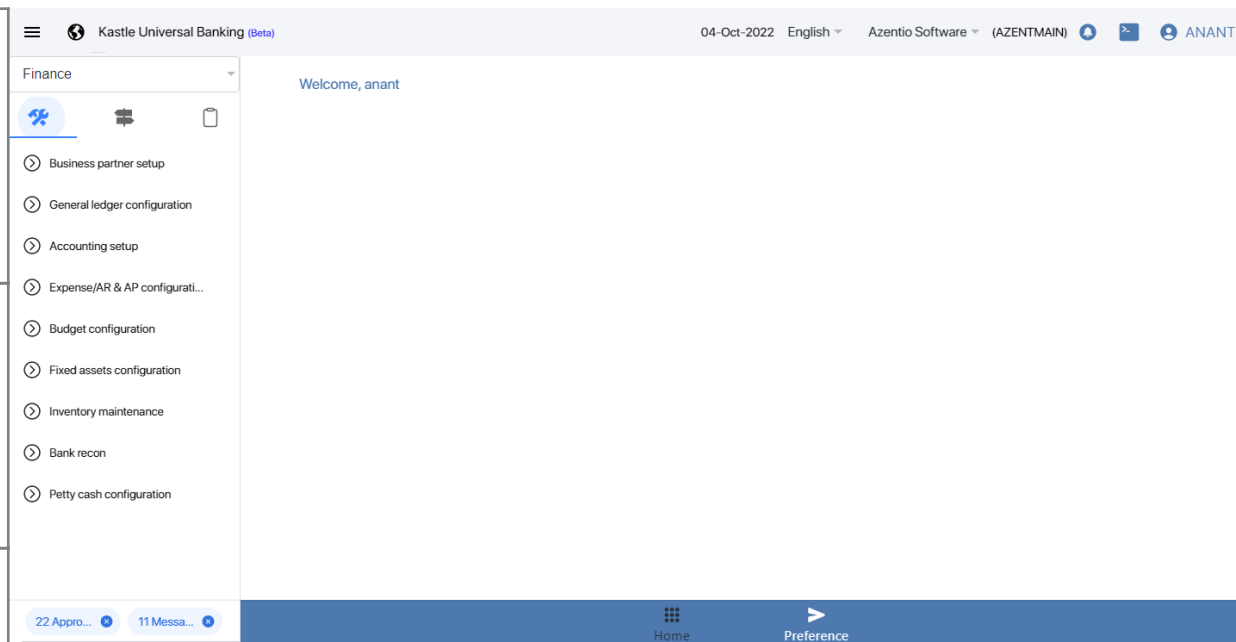 Kastle Universal Banking (Beta) 04-Oct-2022 English Azentio Software (AZENTMAIN) ANANT
Finance
Welcome, anant
Business partner setup
General ledger configuration
Accounting setup
Expense/AR & AP configurati...
Budget configuration
Fixed assets configuration
Inventory maintenance
Bank recon
Petty cash configuration
22 Appro... 11 Messa...
Home Preference